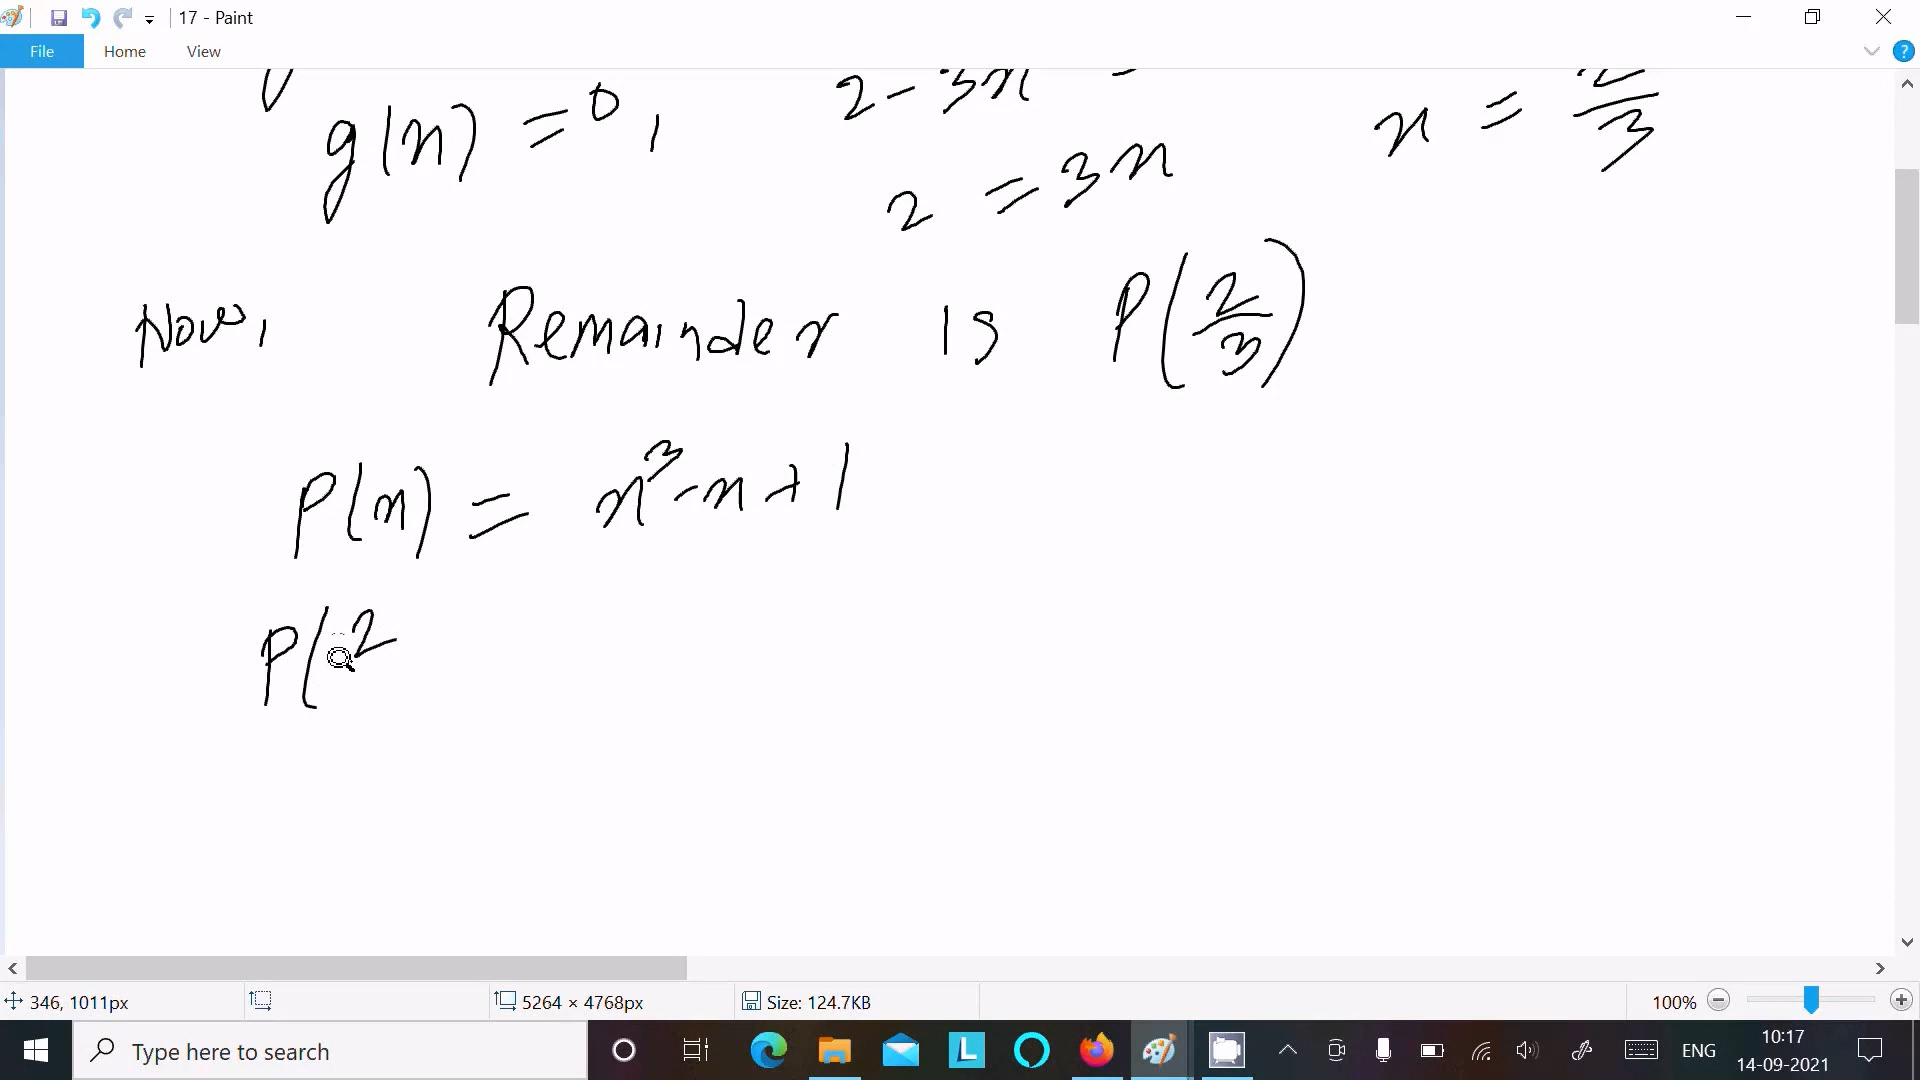 17 - Paint
File Home View
g(x) = 0, 2 - 3x = x = 2/3
2 = 3x
Now, Remainder is P(2/3)
P(x) = x³ - x + 1
P(2
346, 1011px 5264 × 4768px Size: 124.7KB 100%
Type here to search L ENG 10:17
14-09-2021